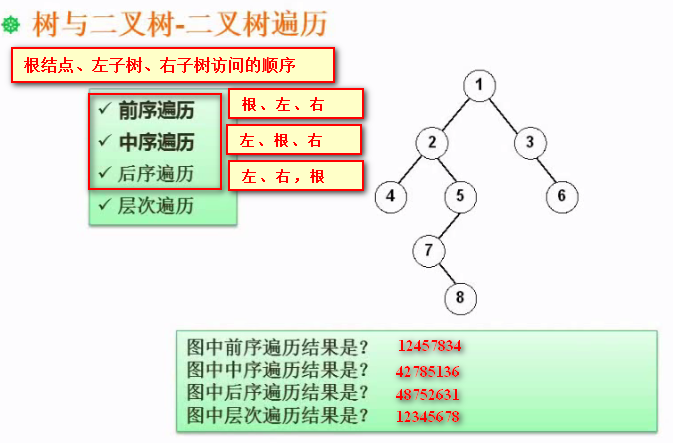 树与二叉树-二叉树遍历
根结点、左子树、右子树访问的顺序
✓ 前序遍历
根、左、右
✓ 中序遍历
左、根、右
✓ 后序遍历
左、右，根
✓ 层次遍历
1
2
3
4
5
6
7
8
图中前序遍历结果是？ 12457834
图中中序遍历结果是？ 42785136
图中后序遍历结果是？ 48752631
图中层次遍历结果是？ 12345678